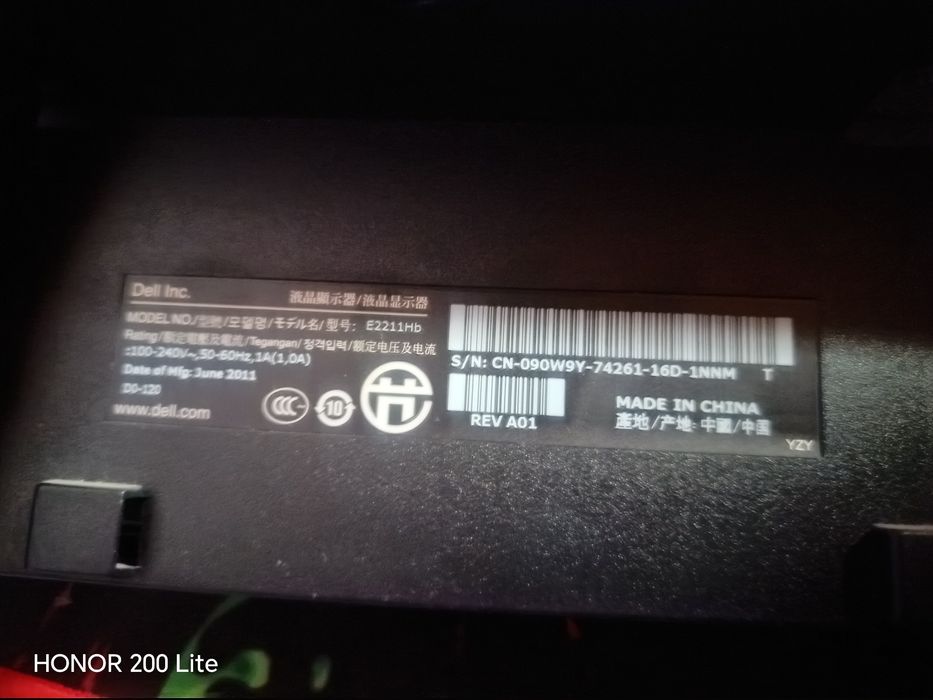 Dell Inc.
液晶顯示器/液晶显示器
MODEL NO./型號/모델명/モデル名/型号: E2211Hb
Rating/額定電壓及電流/Tegangan/정격입력/额定电压及电流
:100-240V~,50-60Hz,1A(1,0A)
Date of Mfg:June 2011
D0-120
www.dell.com
CCC
10
S/N: CN-090W9Y-74261-16D-1NNM T
REV A01
MADE IN CHINA
產地/产地: 中國/中国
YZY
HONOR 200 Lite